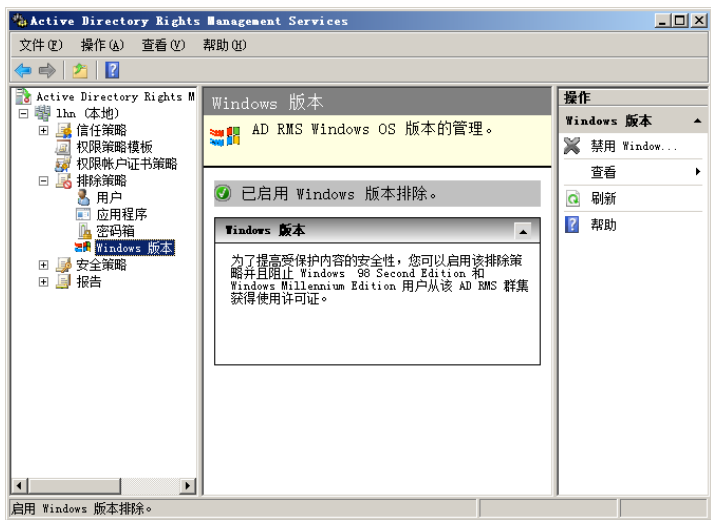 Active Directory Rights Management Services
文件(F) 操作(A) 查看(V) 帮助(H)
Active Directory Rights M
lhn (本地)
信任策略
权限策略模板
权限帐户证书策略
排除策略
用户
应用程序
密码箱
Windows 版本
安全策略
报告
Windows 版本
AD RMS Windows OS 版本的管理。
已启用 Windows 版本排除。
Windows 版本
为了提高受保护内容的安全性，您可以启用该排除策
略并且阻止 Windows 98 Second Edition 和
Windows Millennium Edition 用户从该 AD RMS 群集
获得使用许可证。
操作
Windows 版本
禁用 Window...
查看
刷新
帮助
启用 Windows 版本排除。